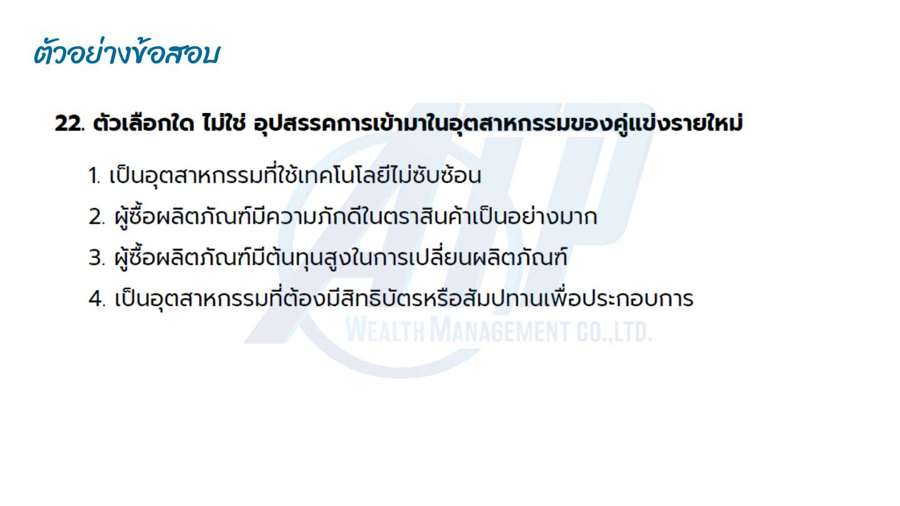 ตัวอย่างข้อสอบ
22. ตัวเลือกใด ไม่ใช่ อุปสรรคการเข้ามาในอุตสาหกรรมของคู่แข่งรายใหม่
1. เป็นอุตสาหกรรมที่ใช้เทคโนโลยีไม่ซับซ้อน
2. ผู้ซื้อผลิตภัณฑ์มีความภักดีในตราสินค้าเป็นอย่างมาก
3. ผู้ซื้อผลิตภัณฑ์มีต้นทุนสูงในการเปลี่ยนผลิตภัณฑ์
4. เป็นอุตสาหกรรมที่ต้องมีสิทธิบัตรหรือสัมปทานเพื่อประกอบการ
ATP
WEALTH MANAGEMENT CO.,LTD.